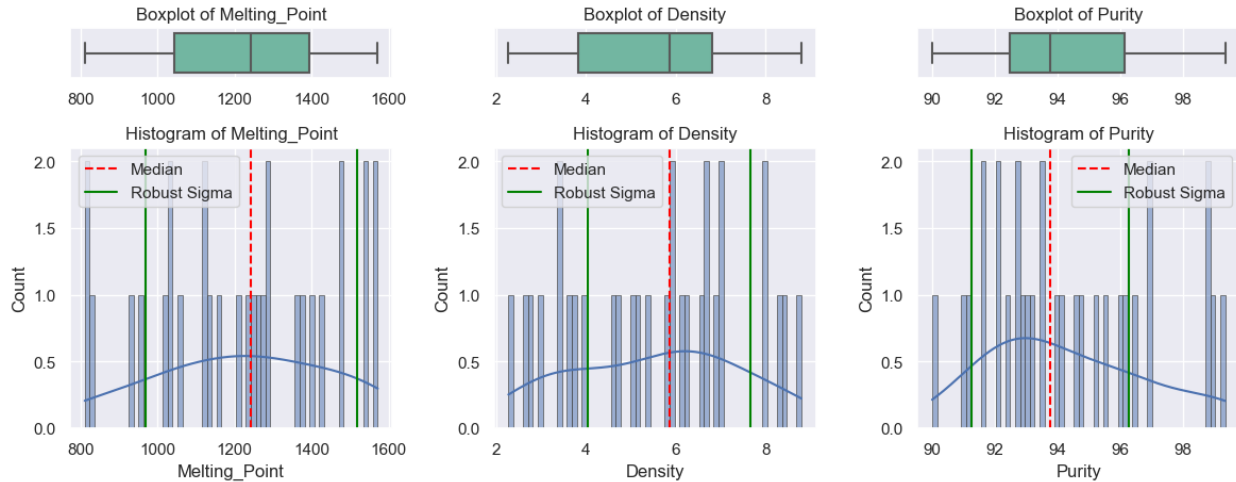 Boxplot of Melting_Point
Boxplot of Density
Boxplot of Purity
800 1000 1200 1400 1600
2 4 6 8
90 92 94 96 98
Histogram of Melting_Point
Histogram of Density
Histogram of Purity
2.0
1.5
1.0
0.5
0.0
Count
Median
Robust Sigma
800 1000 1200 1400 1600
Melting_Point
2.0
1.5
1.0
0.5
0.0
Count
Median
Robust Sigma
2 4 6 8
Density
2.0
1.5
1.0
0.5
0.0
Count
Median
Robust Sigma
90 92 94 96 98
Purity